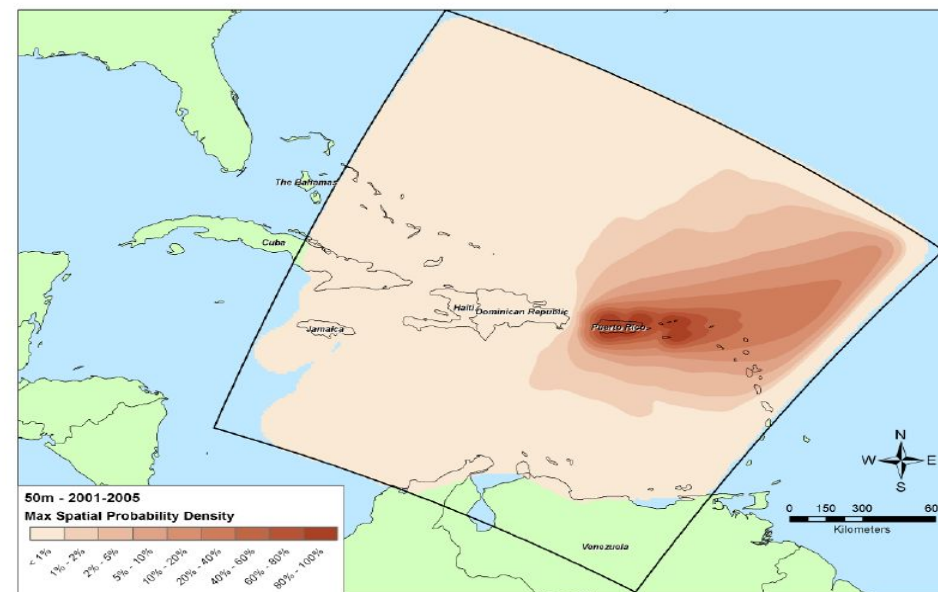 The Bahamas
Cuba
Haiti
Dominican Republic
Jamaica
Puerto Rico
N
W
E
S
50m - 2001-2005
Max Spatial Probability Density
< 1%
1% - 2%
2% - 5%
5% - 10%
10% - 20%
20% - 40%
40% - 60%
60% - 80%
80% - 100%
Venezuela
0 150 300 60
Kilometers